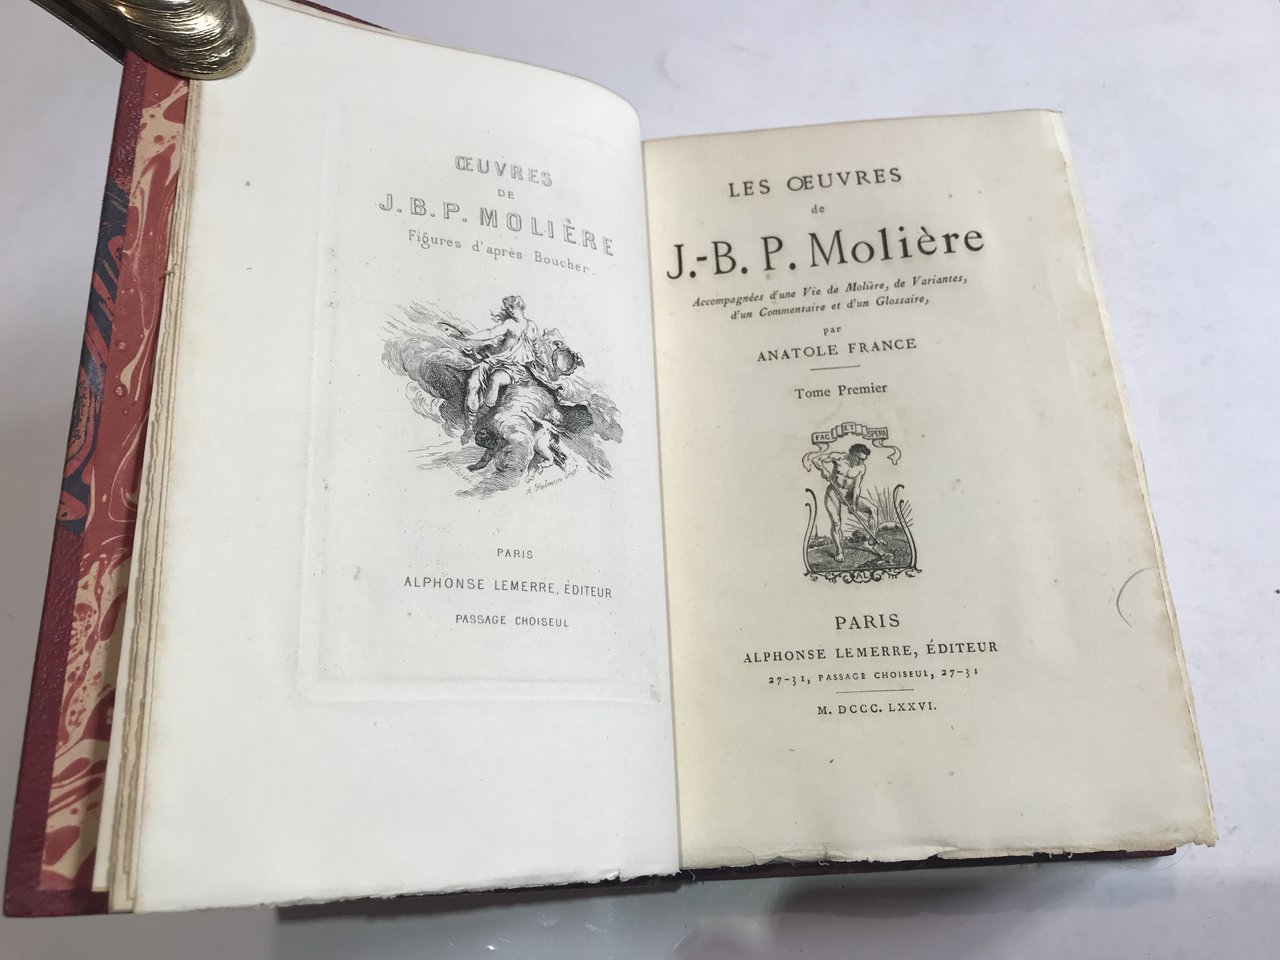 ŒUVRES
DE
J.B.P. MOLIÈRE
Figures d'après Boucher.
PARIS
ALPHONSE LEMERRE, ÉDITEUR
PASSAGE CHOISEUL
LES ŒUVRES
de
J.-B. P. Molière
Accompagnées d'une Vie de Molière, de Variantes,
d'un Commentaire et d'un Glossaire,
par
ANATOLE FRANCE
Tome Premier
FAC ET SPERA
AL
PARIS
ALPHONSE LEMERRE, ÉDITEUR
27-31, PASSAGE CHOISEUL, 27-31
M. DCCC. LXXVI.